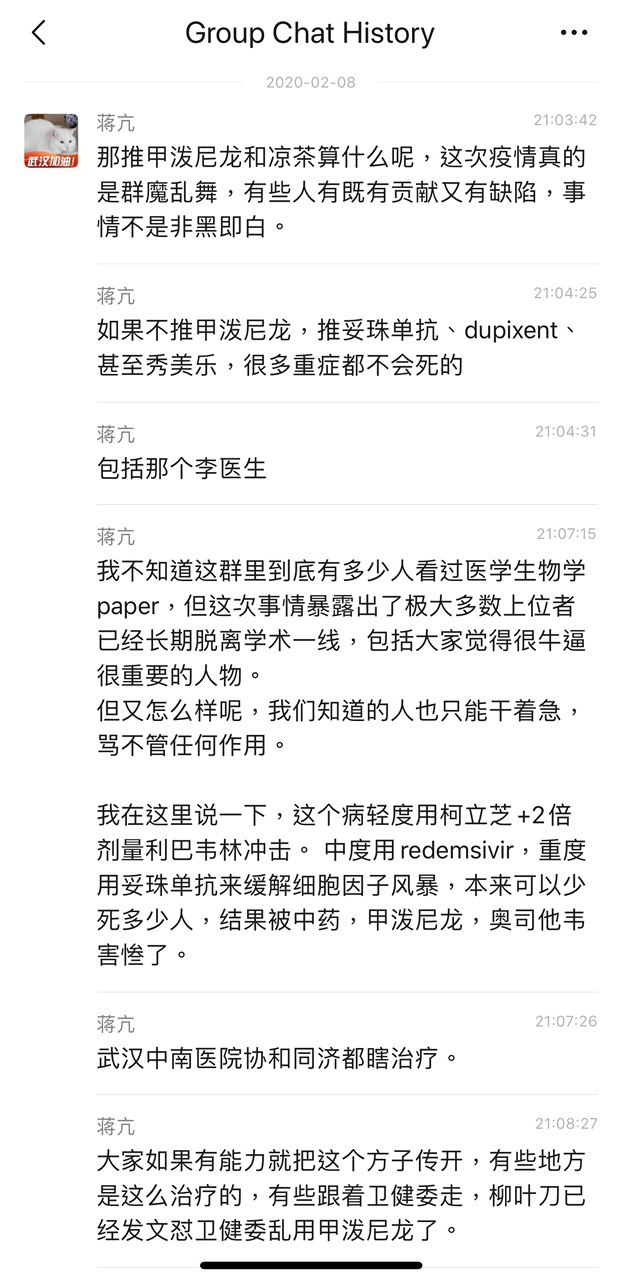 Group Chat History
2020-02-08
蒋亢
21:03:42
武汉加油!
那推甲泼尼龙和凉茶算什么呢，这次疫情真的
是群魔乱舞，有些人有既有贡献又有缺陷，事
情不是非黑即白。
蒋亢
21:04:25
如果不推甲泼尼龙，推妥珠单抗、dupixent、
甚至秀美乐，很多重症都不会死的
蒋亢
21:04:31
包括那个李医生
蒋亢
21:07:15
我不知道这群里到底有多少人看过医学生物学
paper，但这次事情暴露出了极大多数上位者
已经长期脱离学术一线，包括大家觉得很牛逼
很重要的人物。
但又怎么样呢，我们知道的人也只能干着急，
骂不管任何作用。
我在这里说一下，这个病轻度用柯立芝+2倍
剂量利巴韦林冲击。 中度用redemsivir，重度
用妥珠单抗来缓解细胞因子风暴，本来可以少
死多少人，结果被中药，甲泼尼龙，奥司他韦
害惨了。
蒋亢
21:07:26
武汉中南医院协和同济都瞎治疗。
蒋亢
21:08:27
大家如果有能力就把这个方子传开，有些地方
是这么治疗的，有些跟着卫健委走，柳叶刀已
经发文怼卫健委乱用甲泼尼龙了。